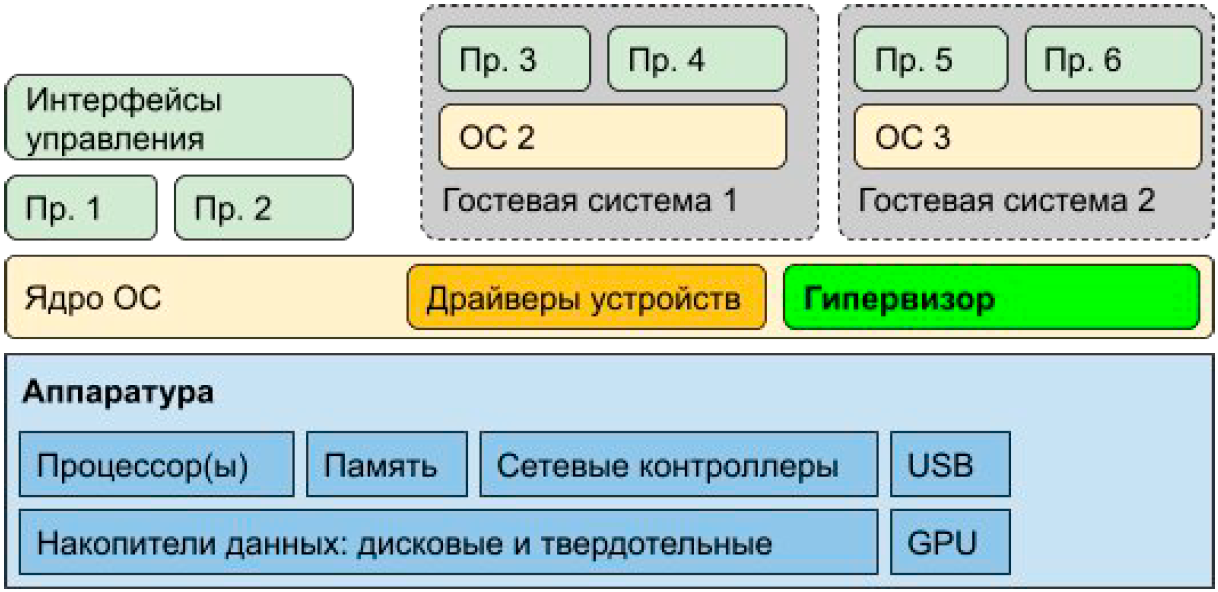 Пр. 3
Пр. 4
Пр. 5
Пр. 6
Интерфейсы
управления
ОС 2
ОС 3
Пр. 1
Пр. 2
Гостевая система 1
Гостевая система 2
Ядро ОС
Драйверы устройств
Гипервизор
Аппаратура
Процессор(ы)
Память
Сетевые контроллеры
USB
Накопители данных: дисковые и твердотельные
GPU